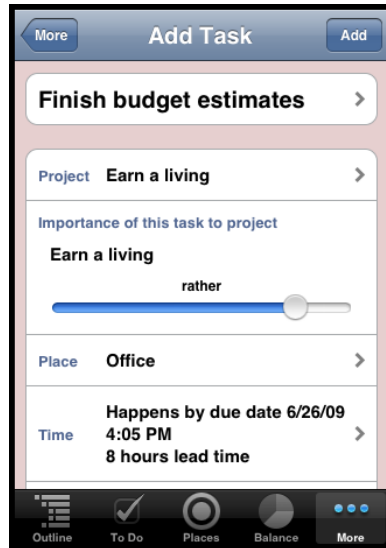 More Add Task Add
Finish budget estimates
Project Earn a living
Importance of this task to project
Earn a living
rather
Place Office
Happens by due date 6/26/09
Time 4:05 PM
8 hours lead time
Outline To Do Places Balance More